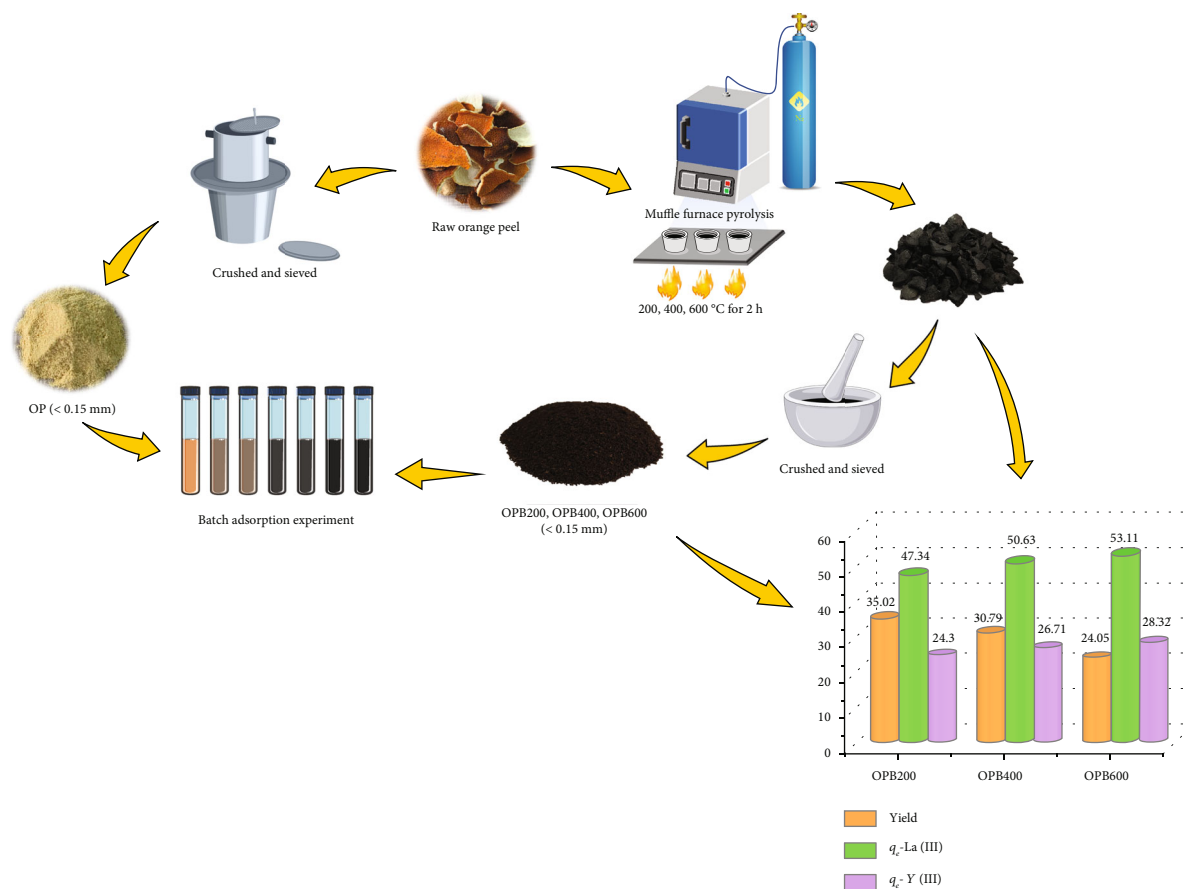 Raw orange peel
Crushed and sieved
Muffle furnace pyrolysis
200, 400, 600 °C for 2 h
OP (< 0.15 mm)
Batch adsorption experiment
OPB200, OPB400, OPB600
(< 0.15 mm)
Crushed and sieved
60
50
40
30
20
10
0
35.02
47.34
24.3
30.79
50.63
26.71
24.05
53.11
28.32
OPB200
OPB400
OPB600
Yield
qe-La (III)
qe- Y (III)